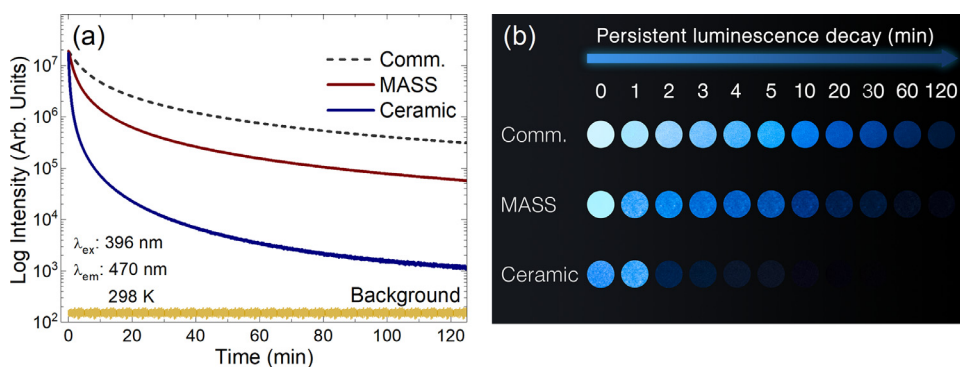 (a)
Comm.
MASS
Ceramic
Log Intensity (Arb. Units)
10⁷
10⁶
10⁵
10⁴
10³
10²
λex: 396 nm
λem: 470 nm
298 K
Background
0 20 40 60 80 100 120
Time (min)
(b)
Persistent luminescence decay (min)
0 1 2 3 4 5 10 20 30 60 120
Comm.
MASS
Ceramic